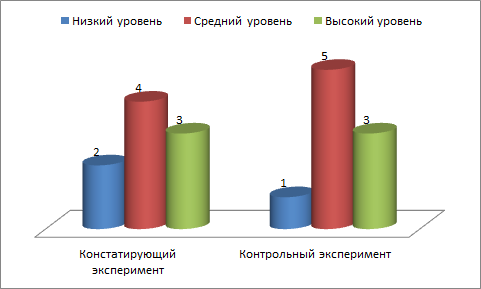 Низкий уровень Средний уровень Высокий уровень
2 4 3 1 5 3
Констатирующий эксперимент
Контрольный эксперимент